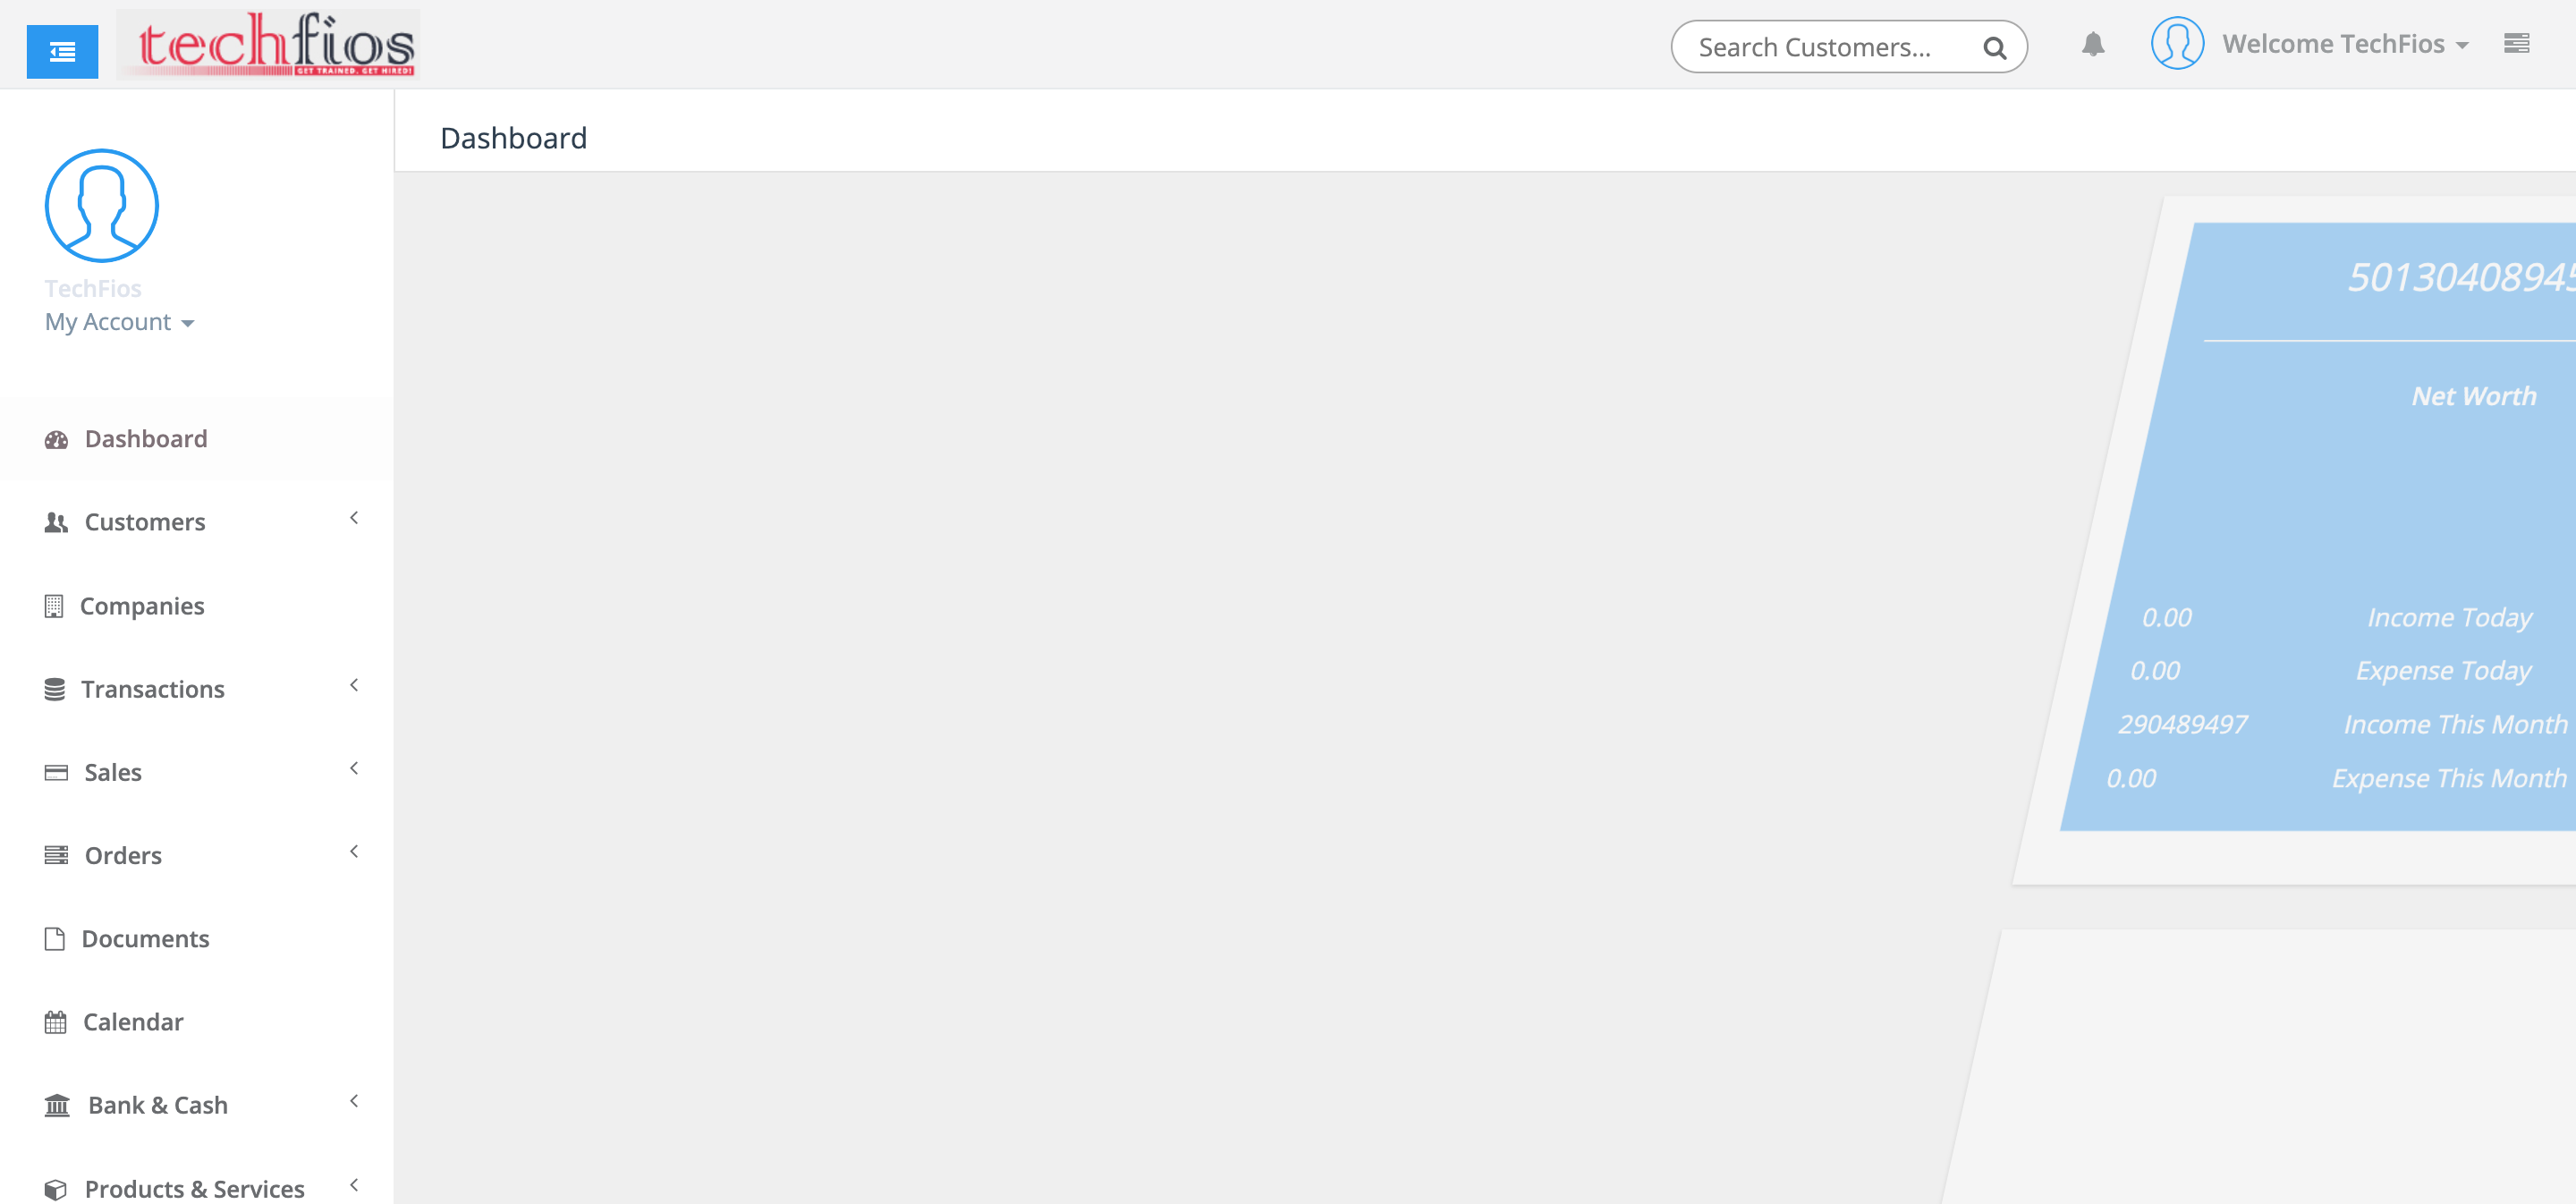 techfios
GET TRAINED. GET HIRED!
Search Customers...
Welcome TechFios
TechFios
My Account
Dashboard
Customers
Companies
Transactions
Sales
Orders
Documents
Calendar
Bank & Cash
Products & Services
Dashboard
Net Worth
0.00 Income Today
0.00 Expense Today
290489497 Income This Month
0.00 Expense This Month